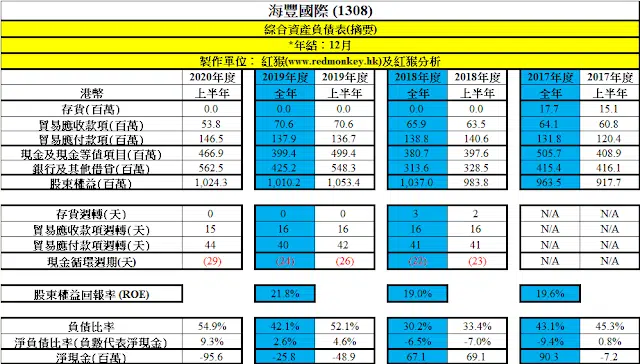 海豐國際 (1308)
綜合資產負債表(摘要)
*年結：12月
製作單位： 紅猴(www.redmonkey.hk)及紅猴分析
2020年度 2019年度 2019年度 2018年度 2018年度 2017年度 2017年度
港幣 上半年 全年 上半年 全年 上半年 全年 上半年
存貨(百萬) 0.0 0.0 0.0 0.0 0.0 17.7 15.1
貿易應收款項(百萬) 53.8 70.6 70.6 65.9 63.5 64.1 60.8
貿易應付款項(百萬) 146.5 137.9 136.7 138.8 140.6 131.8 120.4
現金及現金等值項目(百萬) 466.9 399.4 499.4 380.7 397.6 505.7 408.9
銀行及其他借貸(百萬) 562.5 425.2 548.3 313.6 328.5 415.4 416.1
股東權益(百萬) 1,024.3 1,010.2 1,053.4 1,037.0 983.8 963.5 917.7
存貨週轉(天) 0 0 0 3 2 N/A N/A
貿易應收款項週轉(天) 15 16 16 16 16 N/A N/A
貿易應付款項週轉(天) 44 40 42 41 41 N/A N/A
現金循環週期(天) (29) (24) (26) (22) (23) N/A N/A
股東權益回報率 (ROE) 21.8% 19.0% 19.6%
負債比率 54.9% 42.1% 52.1% 30.2% 33.4% 43.1% 45.3%
淨負債比率(負數代表淨現金) 9.3% 2.6% 4.6% -6.5% -7.0% -9.4% 0.8%
淨現金(百萬) -95.6 -25.8 -48.9 67.1 69.1 90.3 -7.2